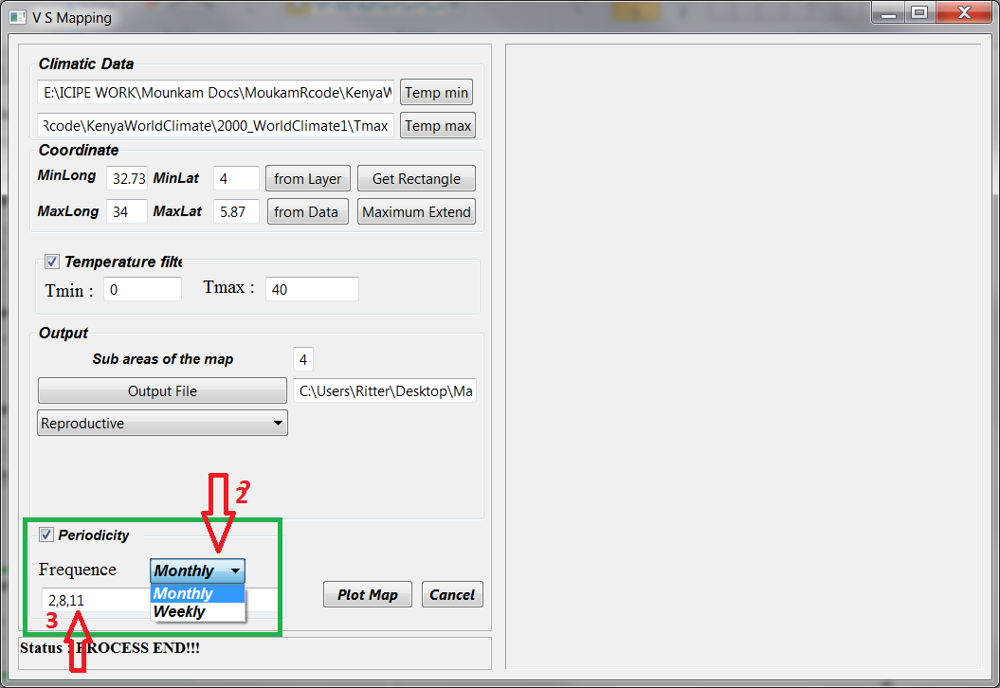 V S Mapping
Climatic Data
E:\ICIPE WORK\Mounkam Docs\MoukamRcode\KenyaW Temp min
Rcode\KenyaWorldClimate\2000_WorldClimate1\Tmax Temp max
Coordinate
MinLong 32.73 MinLat 4 from Layer Get Rectangle
MaxLong 34 MaxLat 5.87 from Data Maximum Extend
Temperature filte
Tmin : 0 Tmax : 40
Output
Sub areas of the map 4
Output File C:\Users\Ritter\Desktop\Ma
Reproductive
2
Periodicity
Frequence Monthly
Monthly
2,8,11 Weekly
Plot Map Cancel
3
Status : PROCESS END!!!